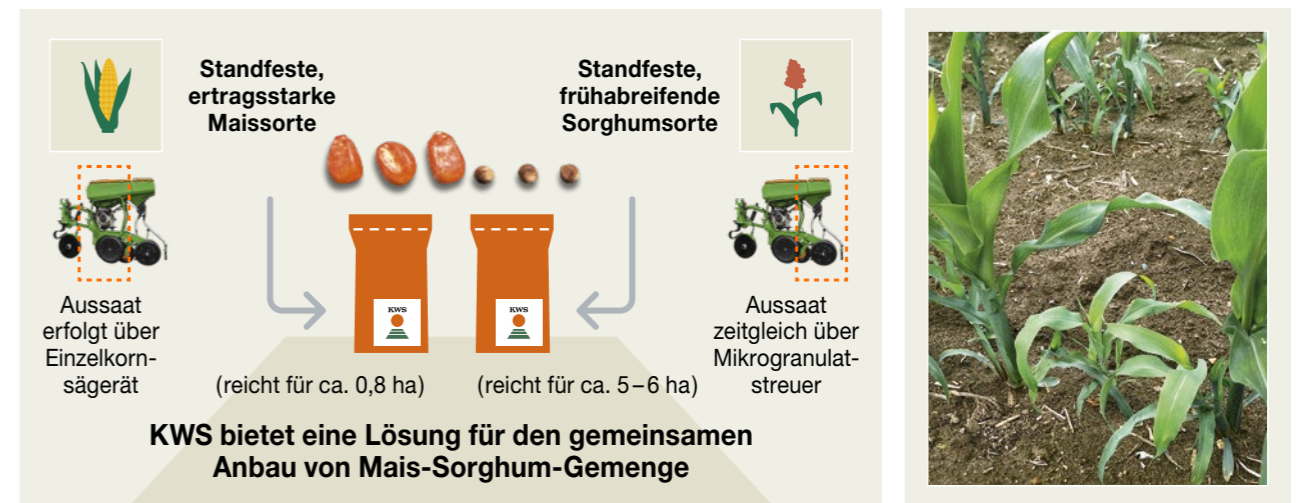 Standfeste,
ertragsstarke
Maissorte
Standfeste,
frühabreifende
Sorghumsorte
Aussaat
erfolgt über
Einzelkorn-
sägerät
KWS
(reicht für ca. 0,8 ha)
KWS
(reicht für ca. 5–6 ha)
Aussaat
zeitgleich über
Mikrogranulat-
streuer
KWS bietet eine Lösung für den gemeinsamen
Anbau von Mais-Sorghum-Gemenge